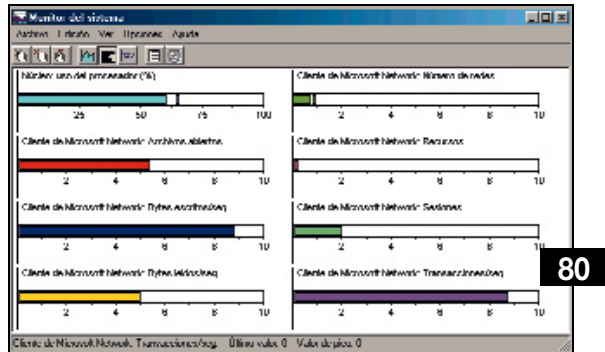 Monitor del sistema
Archivo Edición Ver Opciones Ayuda
Núcleo: uso del procesador (%)
25 50 75 100
Cliente de Microsoft Network: Número de redes
2 4 6 8 10
Cliente de Microsoft Network: Archivos abiertos
2 4 6 8 10
Cliente de Microsoft Network: Recursos
2 4 6 8 10
Cliente de Microsoft Network: Bytes escritos/seg
2 4 6 8 10
Cliente de Microsoft Network: Sesiones
2 4 6 8 10
Cliente de Microsoft Network: Bytes leídos/seg
2 4 6 8 10
Cliente de Microsoft Network: Transacciones/seg
2 4 6 8 10
80
Cliente de Microsoft Network: Transacciones/seg. Último valor: 0 Valor de pico: 0